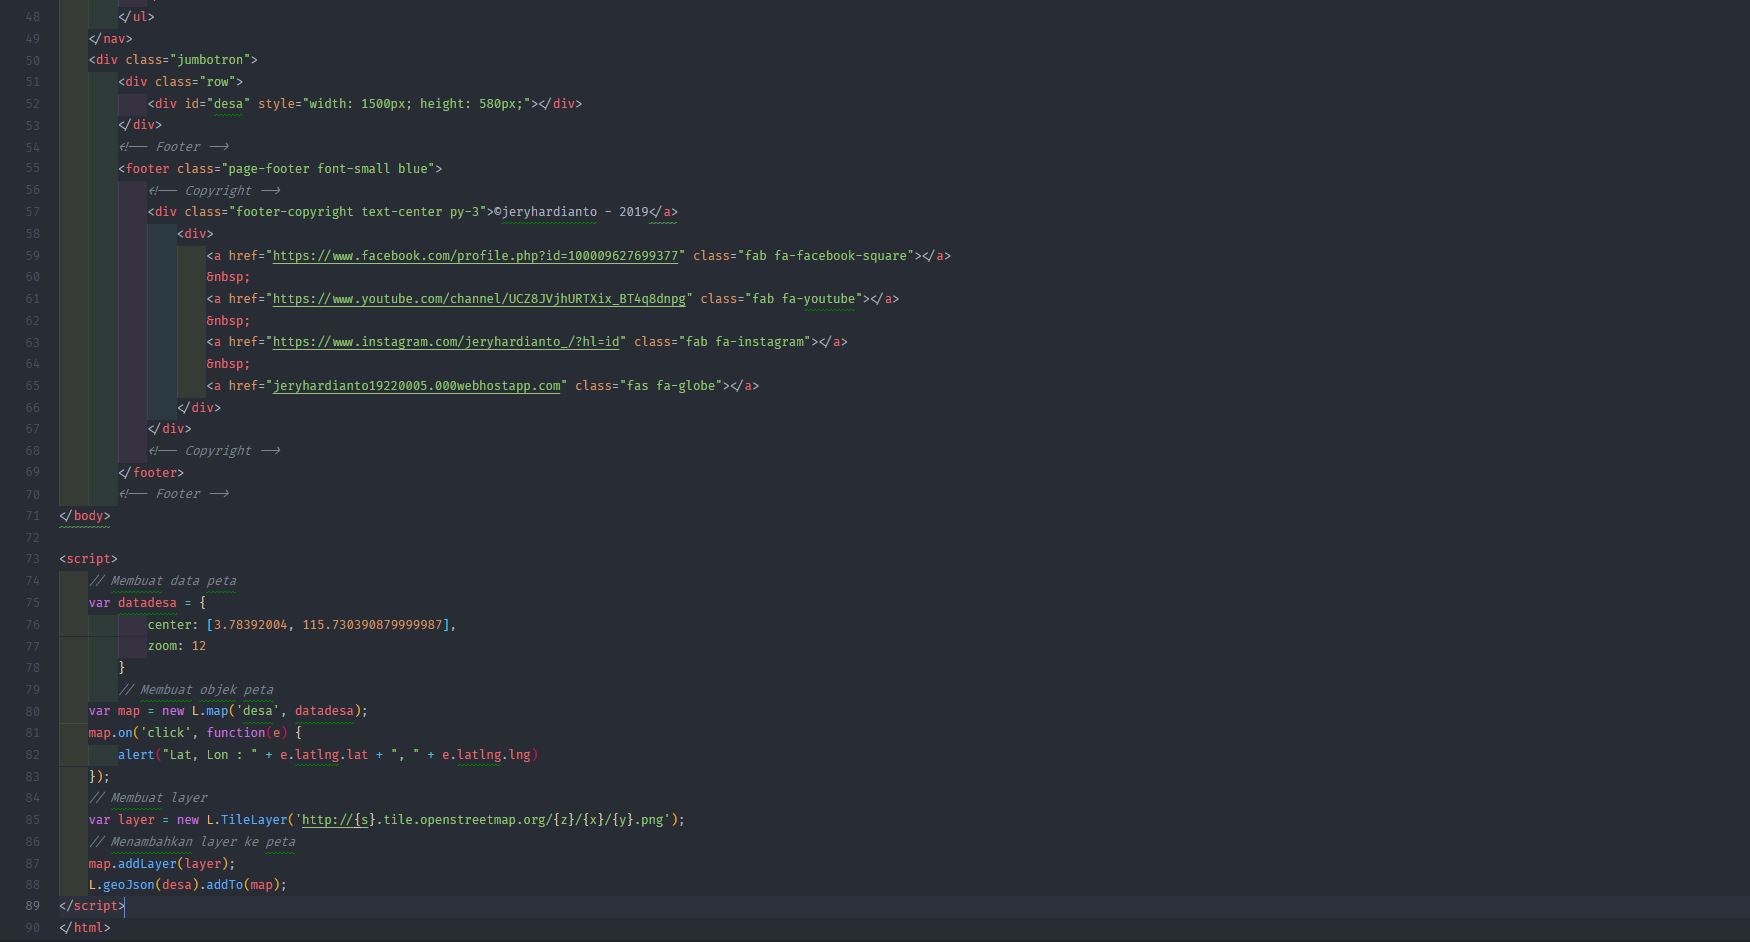 48 </ul>
49 </nav>
50 <div class="jumbotron">
51 <div class="row">
52 <div id="desa" style="width: 1500px; height: 580px;"></div>
53 </div>
54 <!-- Footer -->
55 <footer class="page-footer font-small blue">
56 <!-- Copyright -->
57 <div class="footer-copyright text-center py-3">©jeryhardianto - 2019</a>
58 <div>
59 <a href="https://www.facebook.com/profile.php?id=100009627699377" class="fab fa-facebook-square"></a>
60 &nbsp;
61 <a href="https://www.youtube.com/channel/UCZ8JVjhURTXix_BT4q8dnpg" class="fab fa-youtube"></a>
62 &nbsp;
63 <a href="https://www.instagram.com/jeryhardianto_/?hl=id" class="fab fa-instagram"></a>
64 &nbsp;
65 <a href="jeryhardianto19220005.000webhostapp.com" class="fas fa-globe"></a>
66 </div>
67 </div>
68 <!-- Copyright -->
69 </footer>
70 <!-- Footer -->
71 </body>
72
73 <script>
74 // Membuat data peta
75 var datadesa = {
76 center: [3.78392004, 115.730390879999987],
77 zoom: 12
78 }
79 // Membuat objek peta
80 var map = new L.map('desa', datadesa);
81 map.on('click', function(e) {
82 alert("Lat, Lon : " + e.latlng.lat + ", " + e.latlng.lng)
83 });
84 // Membuat layer
85 var layer = new L.TileLayer('http://{s}.tile.openstreetmap.org/{z}/{x}/{y}.png');
86 // Menambahkan layer ke peta
87 map.addLayer(layer);
88 L.geoJson(desa).addTo(map);
89 </script>
90 </html>